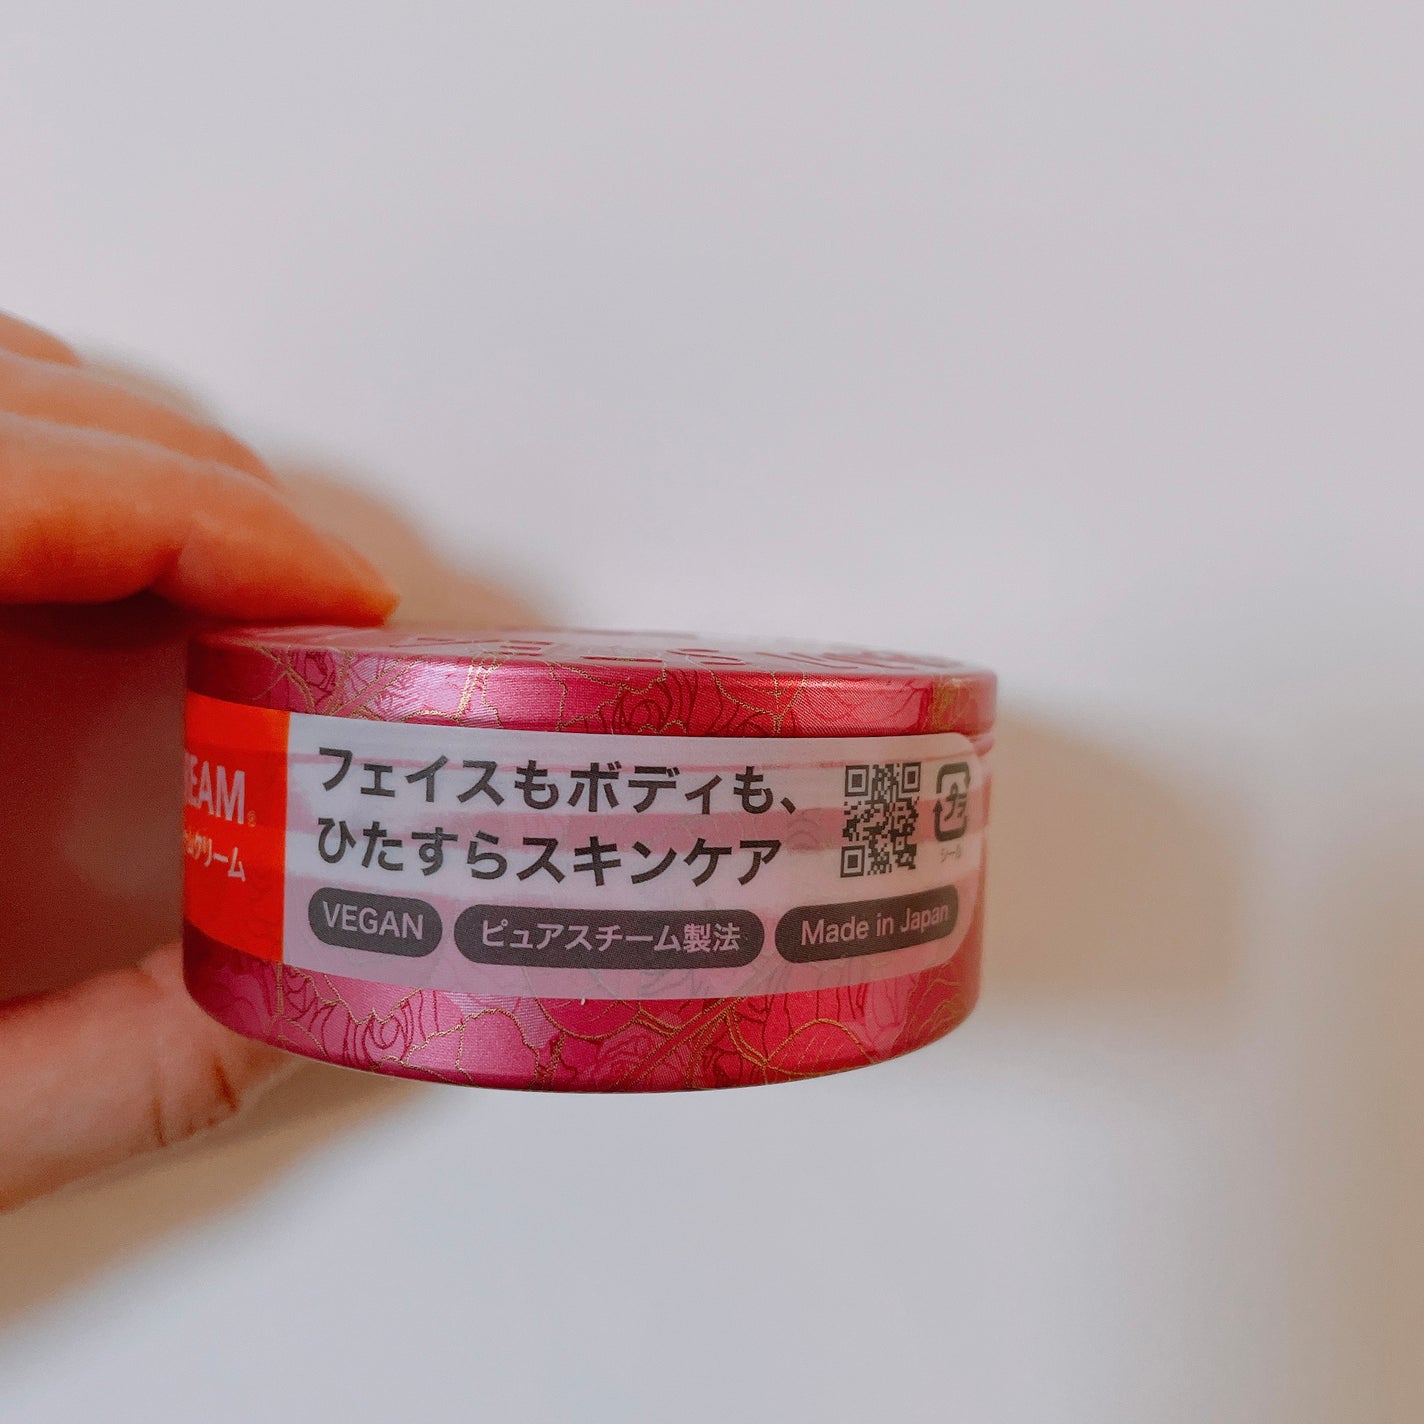 フェイスもボディも、
ひたすらスキンケア
VEGAN
ピュアスチーム製法
Made in Japan
プラ
シール
EAM®
クリーム